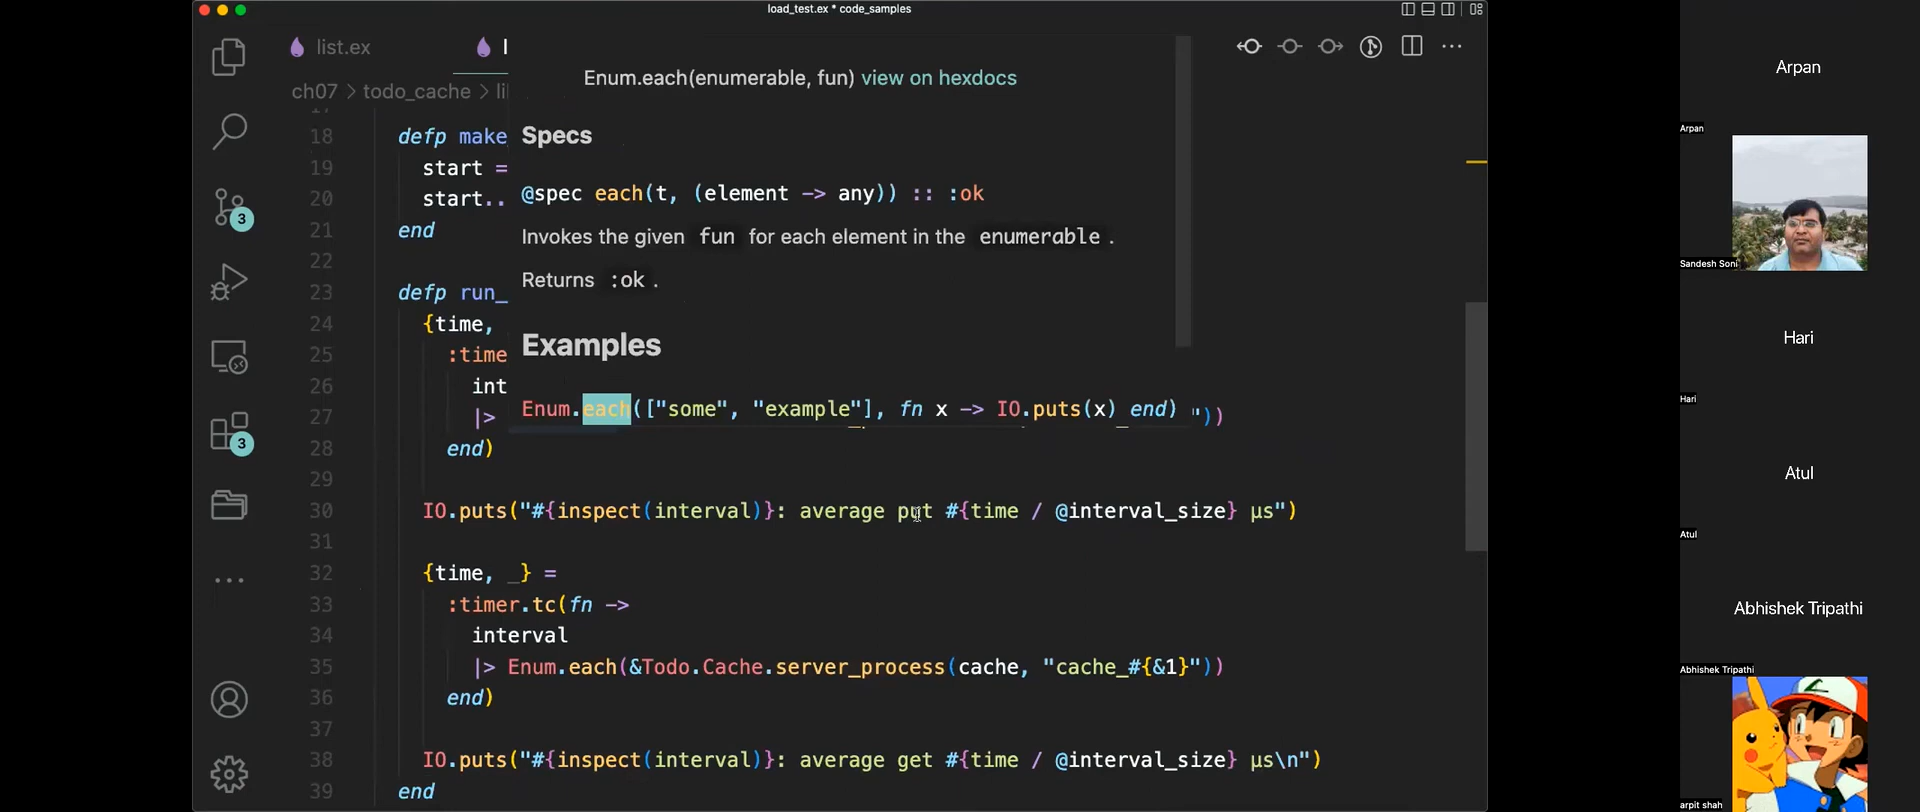 load_test.ex • code_samples
list.ex
l
ch07 > todo_cache > li
Enum.each(enumerable, fun) view on hexdocs
Specs
@spec each(t, (element -> any)) :: :ok
Invokes the given fun for each element in the enumerable.
Returns :ok.
Examples
Enum.each(["some", "example"], fn x -> IO.puts(x) end)
17
18 defp make
19 start =
20 start..
21 end
22
23 defp run_
24 {time,
25 :time
26 int
27 |> "))
28 end)
29
30 IO.puts("#{inspect(interval)}: average put #{time / @interval_size} μs")
31
32 {time, _} =
33 :timer.tc(fn ->
34 interval
35 |> Enum.each(&Todo.Cache.server_process(cache, "cache_#{&1}"))
36 end)
37
38 IO.puts("#{inspect(interval)}: average get #{time / @interval_size} μs\n")
39 end
3
3
Arpan
Arpan
Sandesh Soni
Hari
Hari
Atul
Atul
Abhishek Tripathi
Abhishek Tripathi
arpit shah